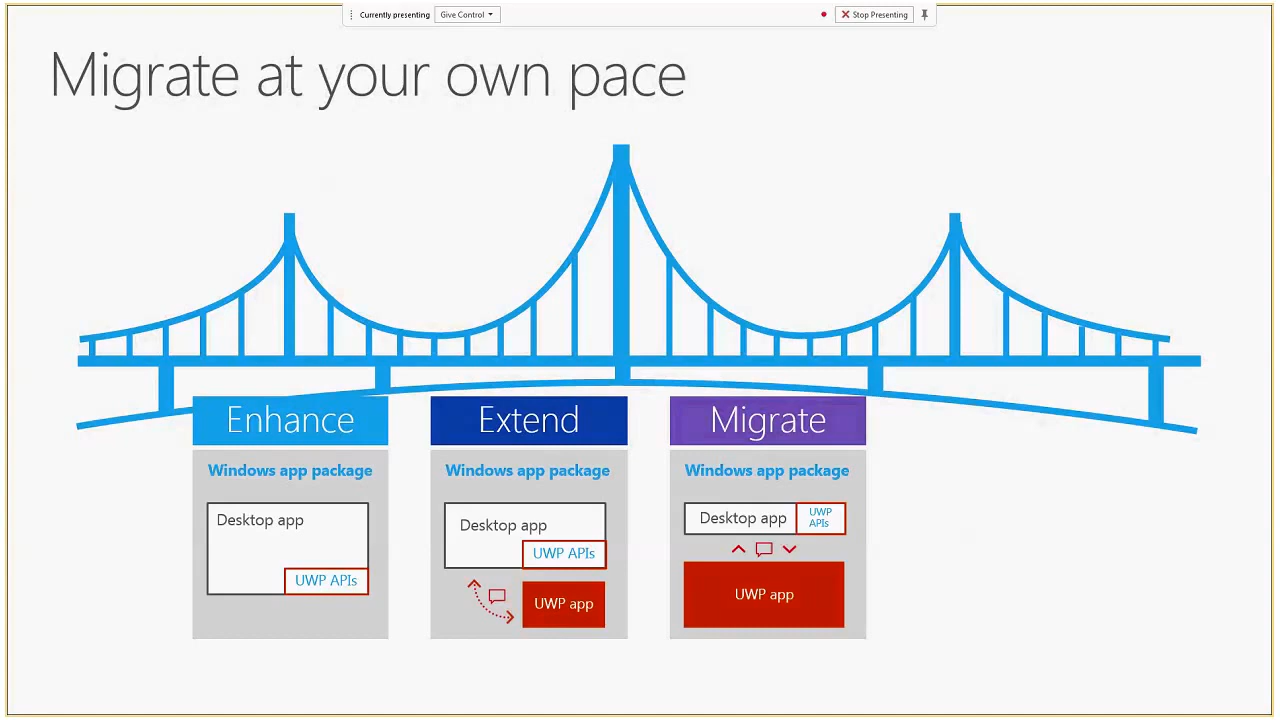 Currently presenting Give Control Stop Presenting
Migrate at your own pace
Enhance
Windows app package
Desktop app
UWP APIs
Extend
Windows app package
Desktop app
UWP APIs
UWP app
Migrate
Windows app package
Desktop app
UWP
APIs
UWP app